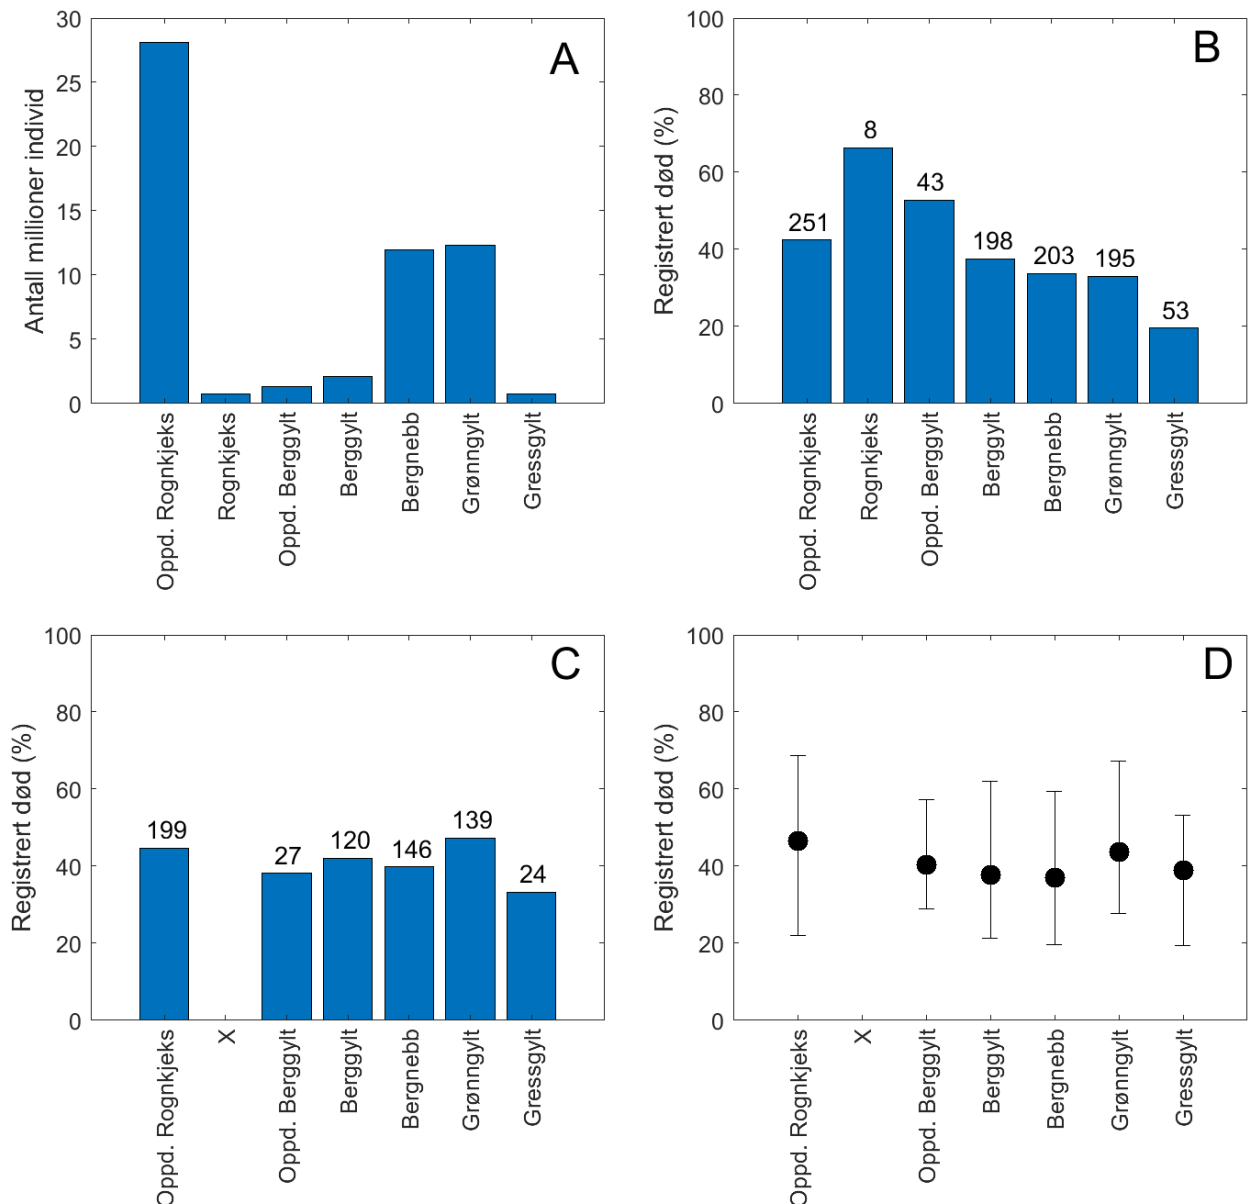 A
Antall millioner individ
30
25
20
15
10
5
0
Oppd. Rognkjeks
Rognkjeks
Oppd. Berggylt
Berggylt
Bergnebb
Grønngylt
Gressgylt
B
Registrert død (%)
100
80
60
40
20
0
251
8
43
198
203
195
53
Oppd. Rognkjeks
Rognkjeks
Oppd. Berggylt
Berggylt
Bergnebb
Grønngylt
Gressgylt
C
Registrert død (%)
100
80
60
40
20
0
199
27
120
146
139
24
Oppd. Rognkjeks
X
Oppd. Berggylt
Berggylt
Bergnebb
Grønngylt
Gressgylt
D
Registrert død (%)
100
80
60
40
20
0
Oppd. Rognkjeks
X
Oppd. Berggylt
Berggylt
Bergnebb
Grønngylt
Gressgylt